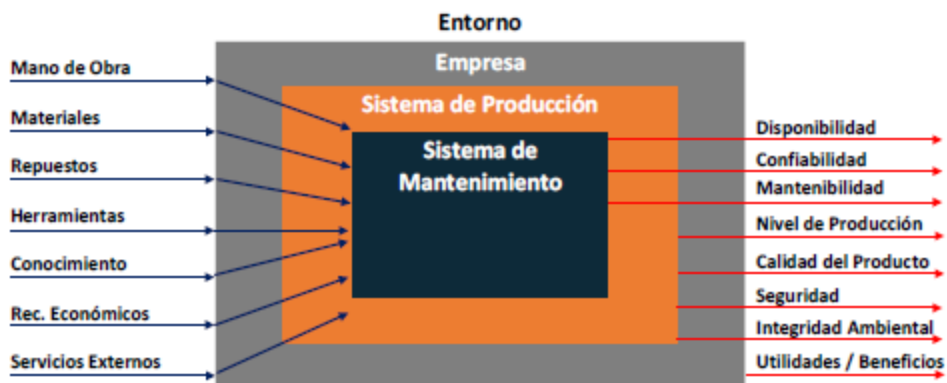 Entorno
Empresa
Sistema de Producción
Sistema de
Mantenimiento
Mano de Obra
Materiales
Repuestos
Herramientas
Conocimiento
Rec. Económicos
Servicios Externos
Disponibilidad
Confiabilidad
Mantenibilidad
Nivel de Producción
Calidad del Producto
Seguridad
Integridad Ambiental
Utilidades / Beneficios